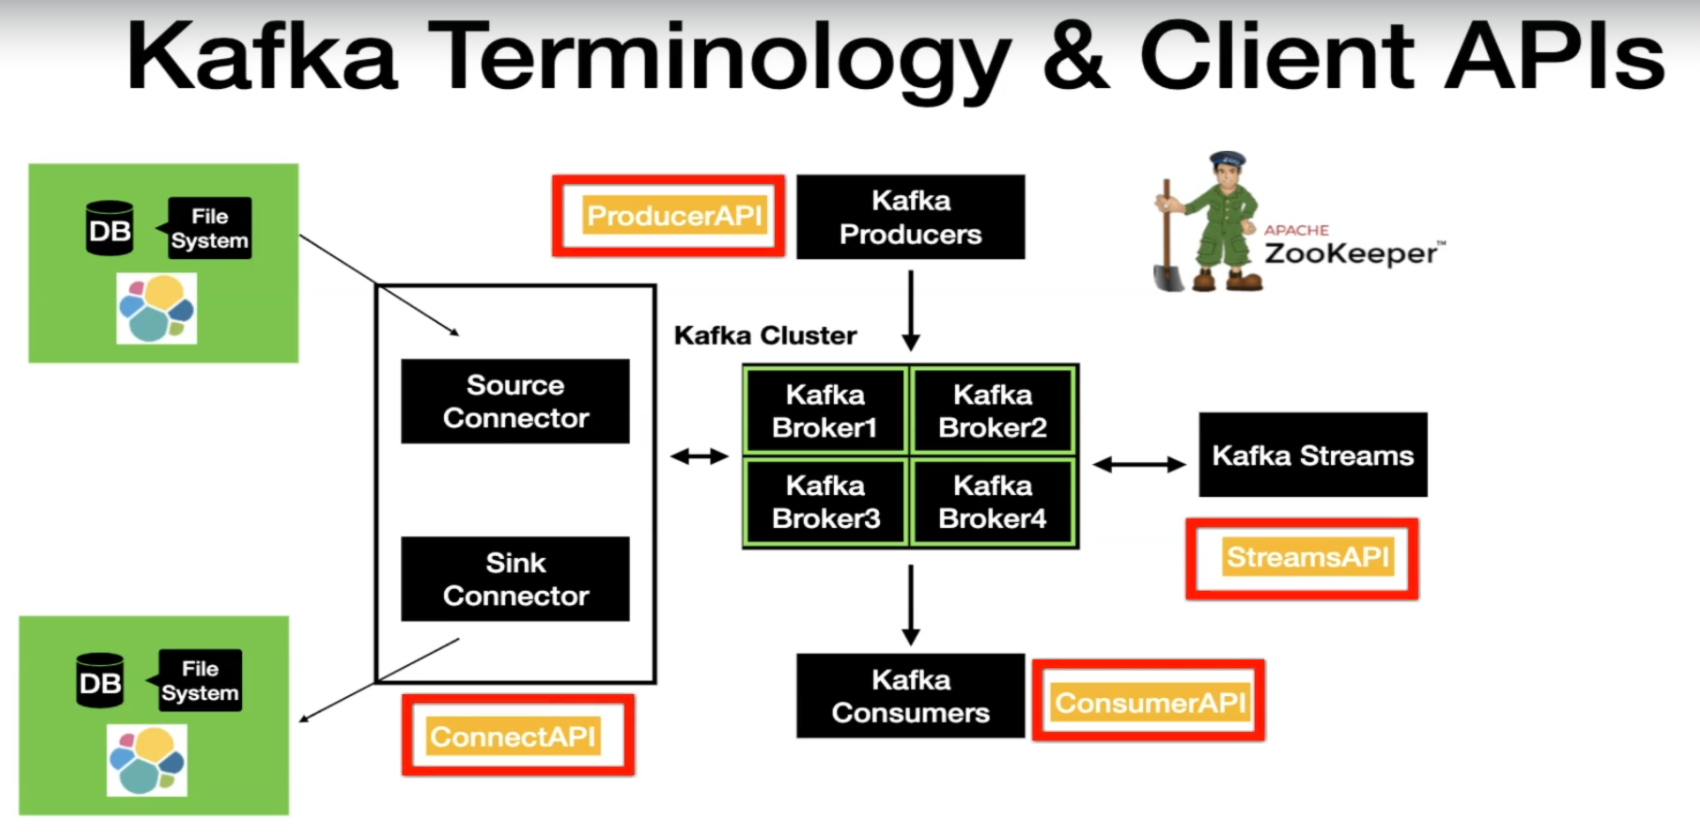 Kafka Terminology & Client APIs
DB
File
System
ProducerAPI
Kafka
Producers
APACHE
ZooKeeper™
Source
Connector
Sink
Connector
ConnectAPI
Kafka Cluster
Kafka
Broker1
Kafka
Broker2
Kafka
Broker3
Kafka
Broker4
Kafka Streams
StreamsAPI
Kafka
Consumers
ConsumerAPI
DB
File
System